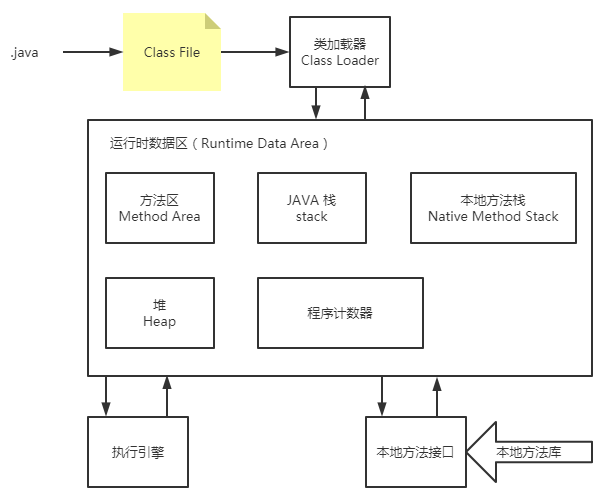 .java
Class File
类加载器
Class Loader
运行时数据区（Runtime Data Area）
方法区
Method Area
JAVA 栈
stack
本地方法栈
Native Method Stack
堆
Heap
程序计数器
执行引擎
本地方法接口
本地方法库